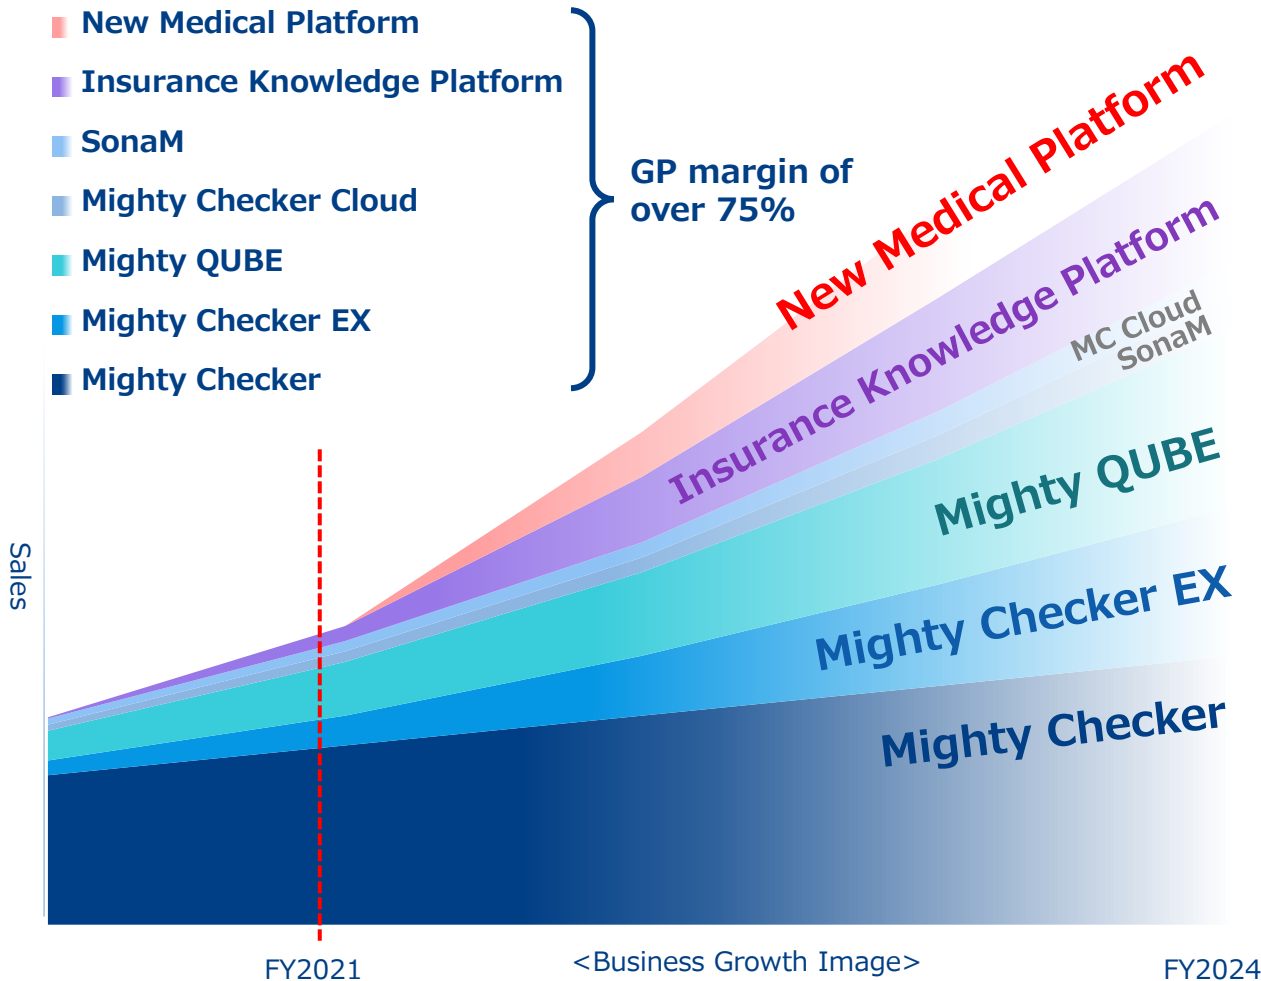 New Medical Platform
Insurance Knowledge Platform
SonaM
Mighty Checker Cloud
Mighty QUBE
Mighty Checker EX
Mighty Checker
GP margin of
over 75%
New Medical Platform
Insurance Knowledge Platform
MC Cloud
SonaM
Mighty QUBE
Mighty Checker EX
Mighty Checker
Sales
FY2021
<Business Growth Image>
FY2024